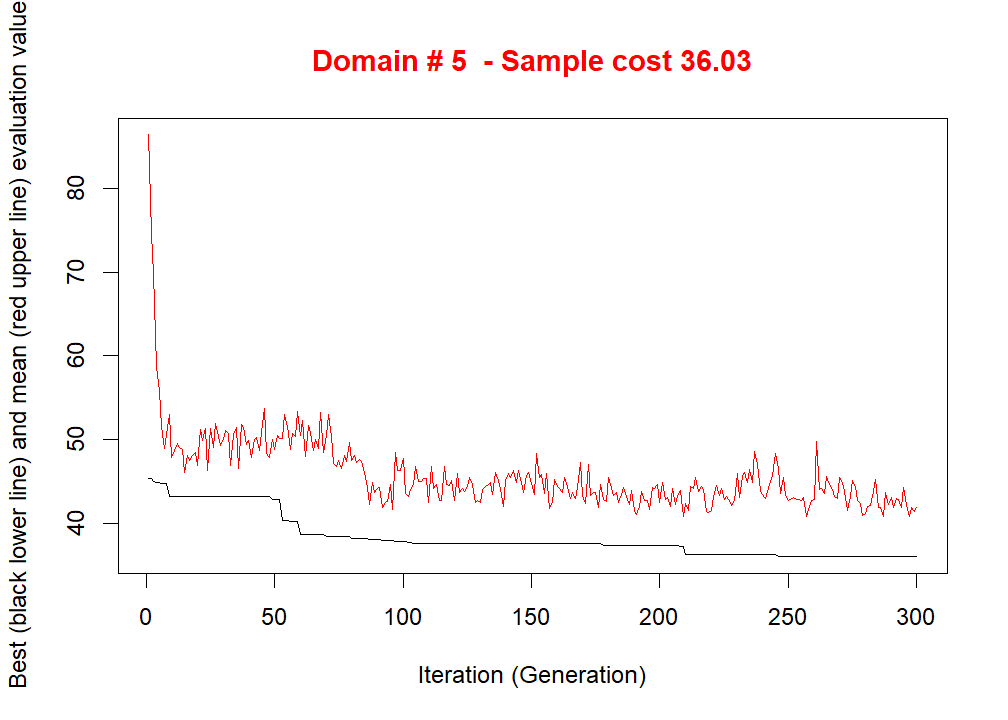 Domain # 5  - Sample cost 36.03
Best (black lower line) and mean (red upper line) evaluation value
80
70
60
50
40
0 50 100 150 200 250 300
Iteration (Generation)